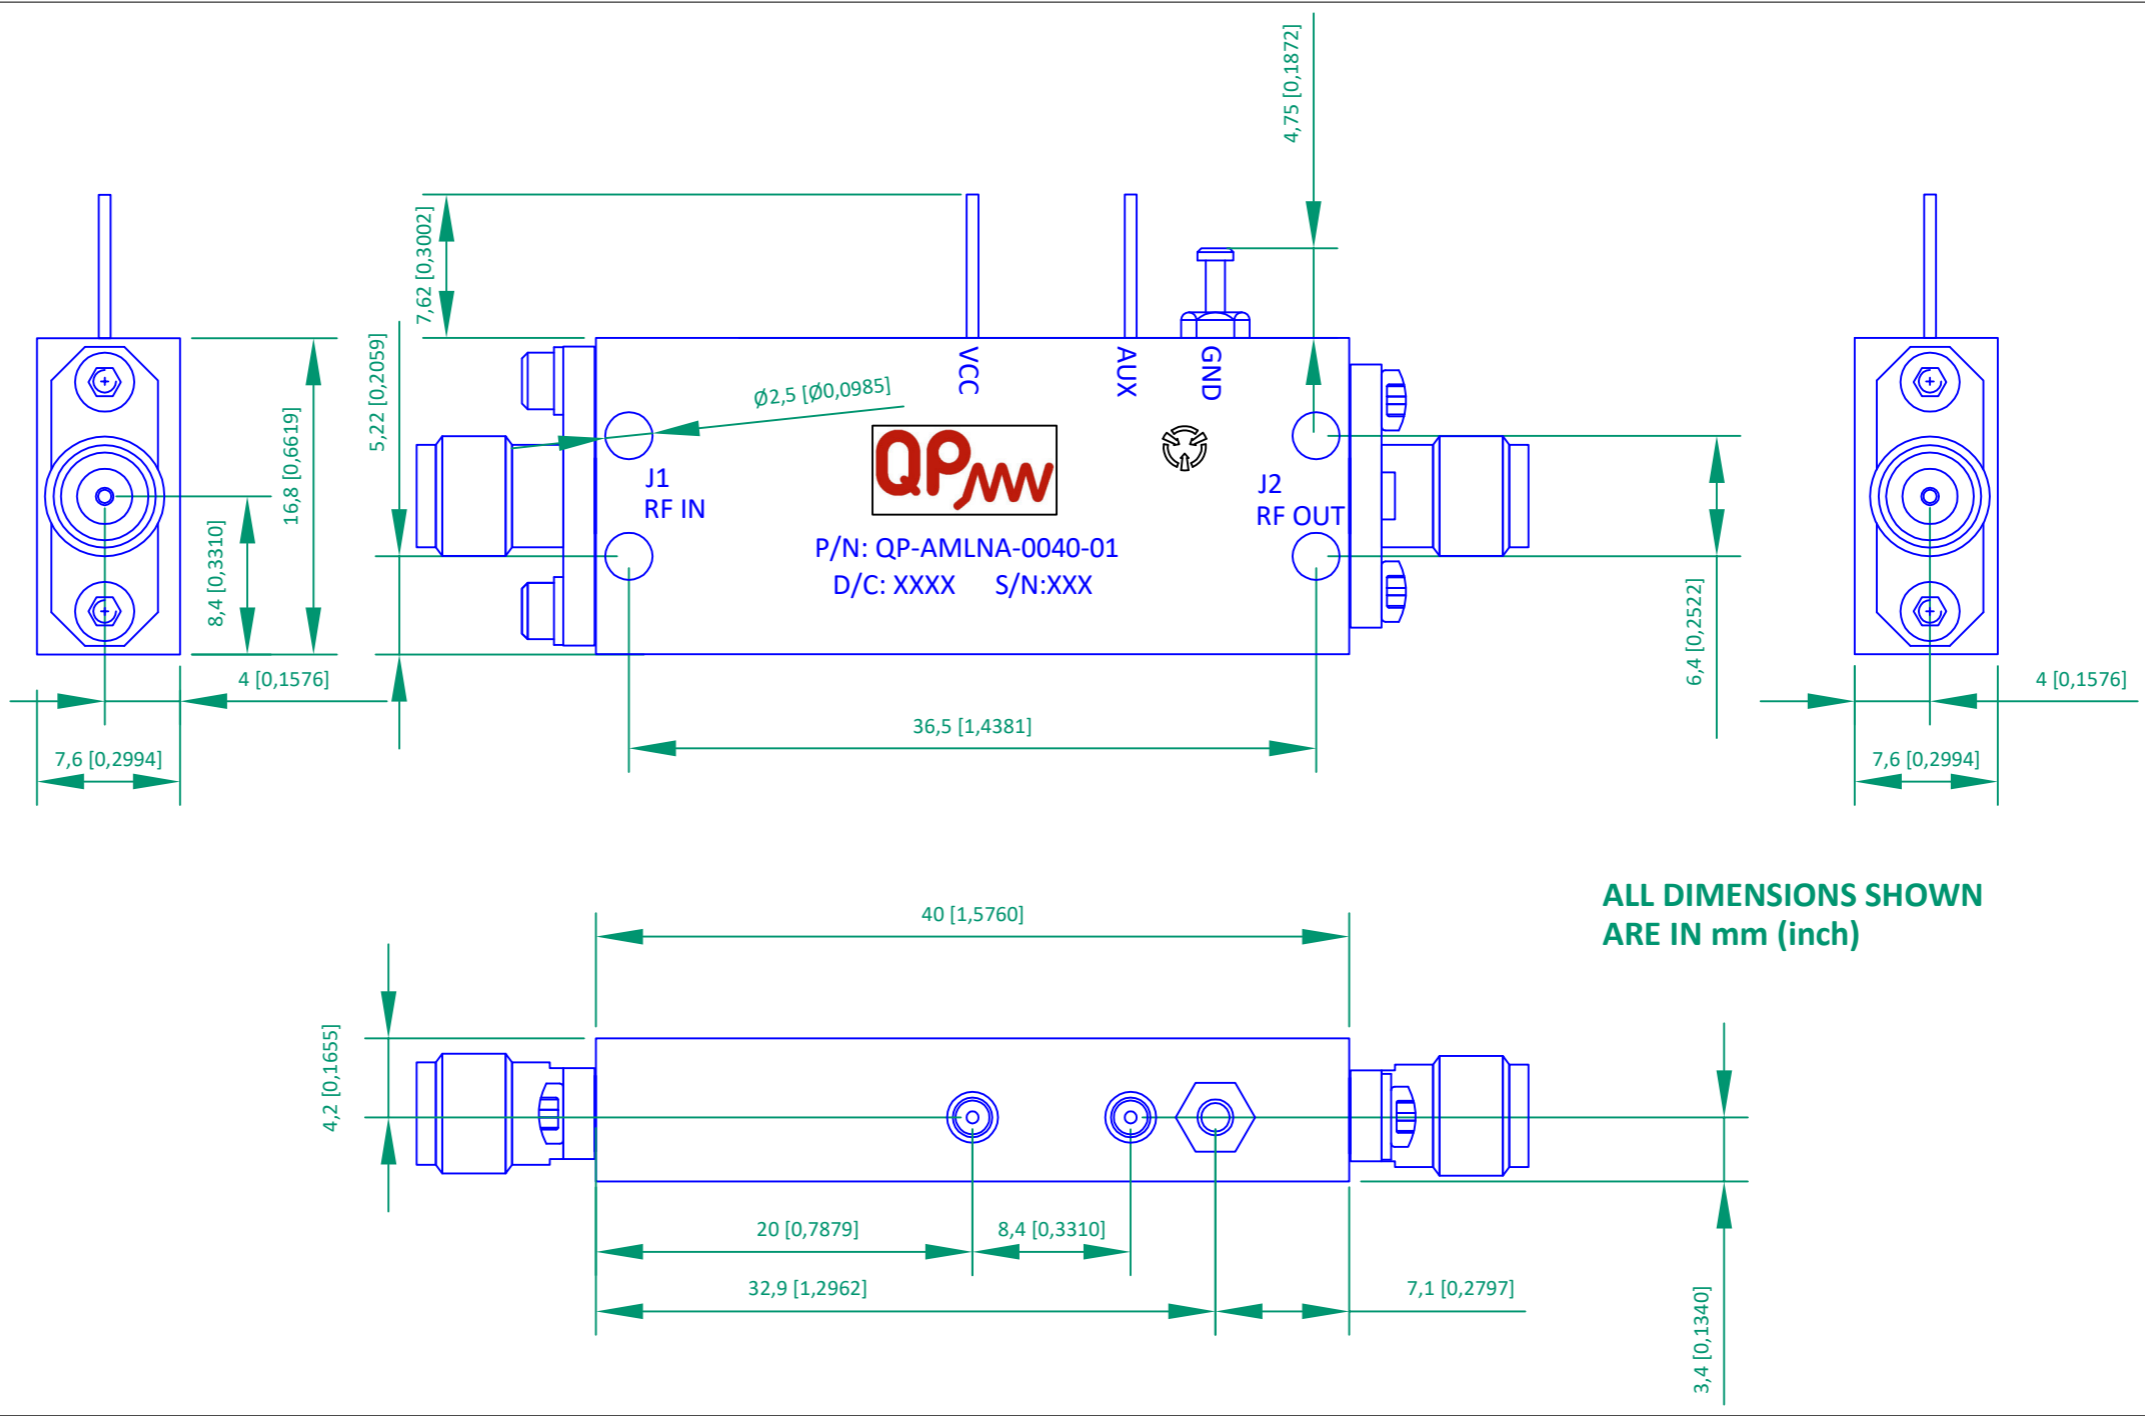 4,75 [0,1872]
7,62 [0,3002]
5,22 [0,2059]
16,8 [0,6619]
8,4 [0,3310]
4 [0,1576]
7,6 [0,2994]
Ø2,5 [Ø0,0985]
VCC
AUX
GND
QPMW
J1
RF IN
J2
RF OUT
P/N: QP-AMLNA-0040-01
D/C: XXXX S/N:XXX
36,5 [1,4381]
6,4 [0,2522]
4 [0,1576]
7,6 [0,2994]
ALL DIMENSIONS SHOWN
ARE IN mm (inch)
40 [1,5760]
4,2 [0,1655]
20 [0,7879]
8,4 [0,3310]
32,9 [1,2962]
7,1 [0,2797]
3,4 [0,1340]